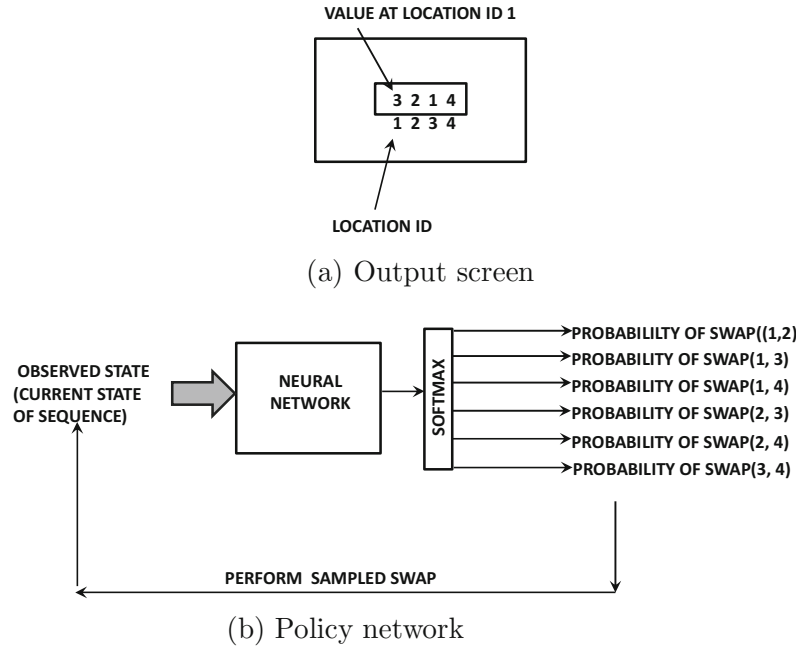 VALUE AT LOCATION ID 1
3 2 1 4
1 2 3 4
LOCATION ID
(a) Output screen
OBSERVED STATE
(CURRENT STATE
OF SEQUENCE)
NEURAL
NETWORK
SOFTMAX
PROBABILILTY OF SWAP((1,2)
PROBABILITY OF SWAP(1, 3)
PROBABILITY OF SWAP(1, 4)
PROBABILITY OF SWAP(2, 3)
PROBABILITY OF SWAP(2, 4)
PROBABILITY OF SWAP(3, 4)
PERFORM SAMPLED SWAP
(b) Policy network